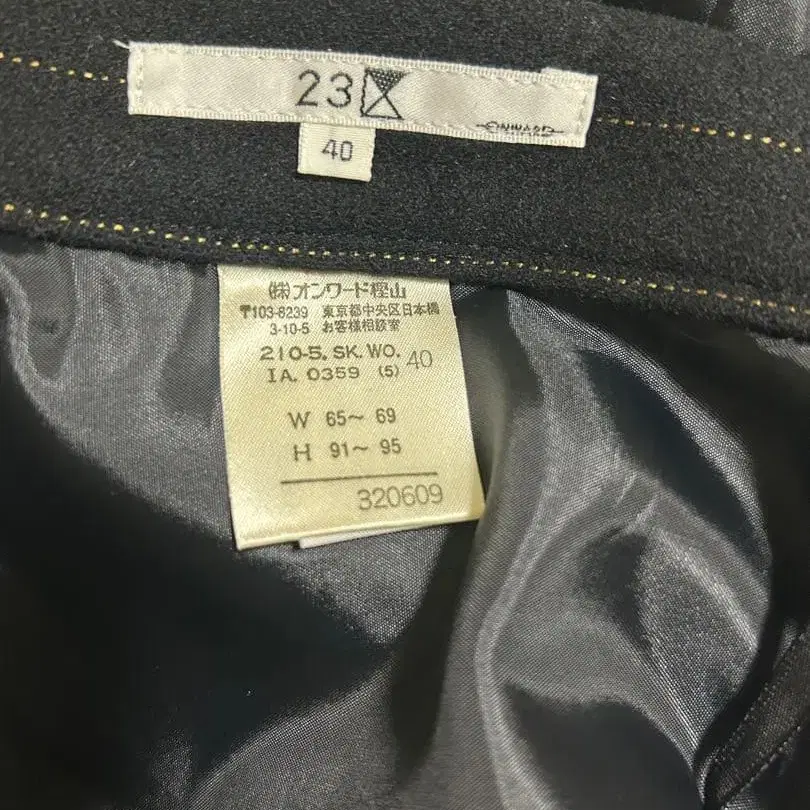 23区
ONWARD
40
㈱オンワード樫山
〒103-8239 東京都中央区日本橋
3-10-5 お客様相談室
210-5. SK. WO. 40
IA. 0359 (5)
W 65〜 69
H 91〜 95
320609